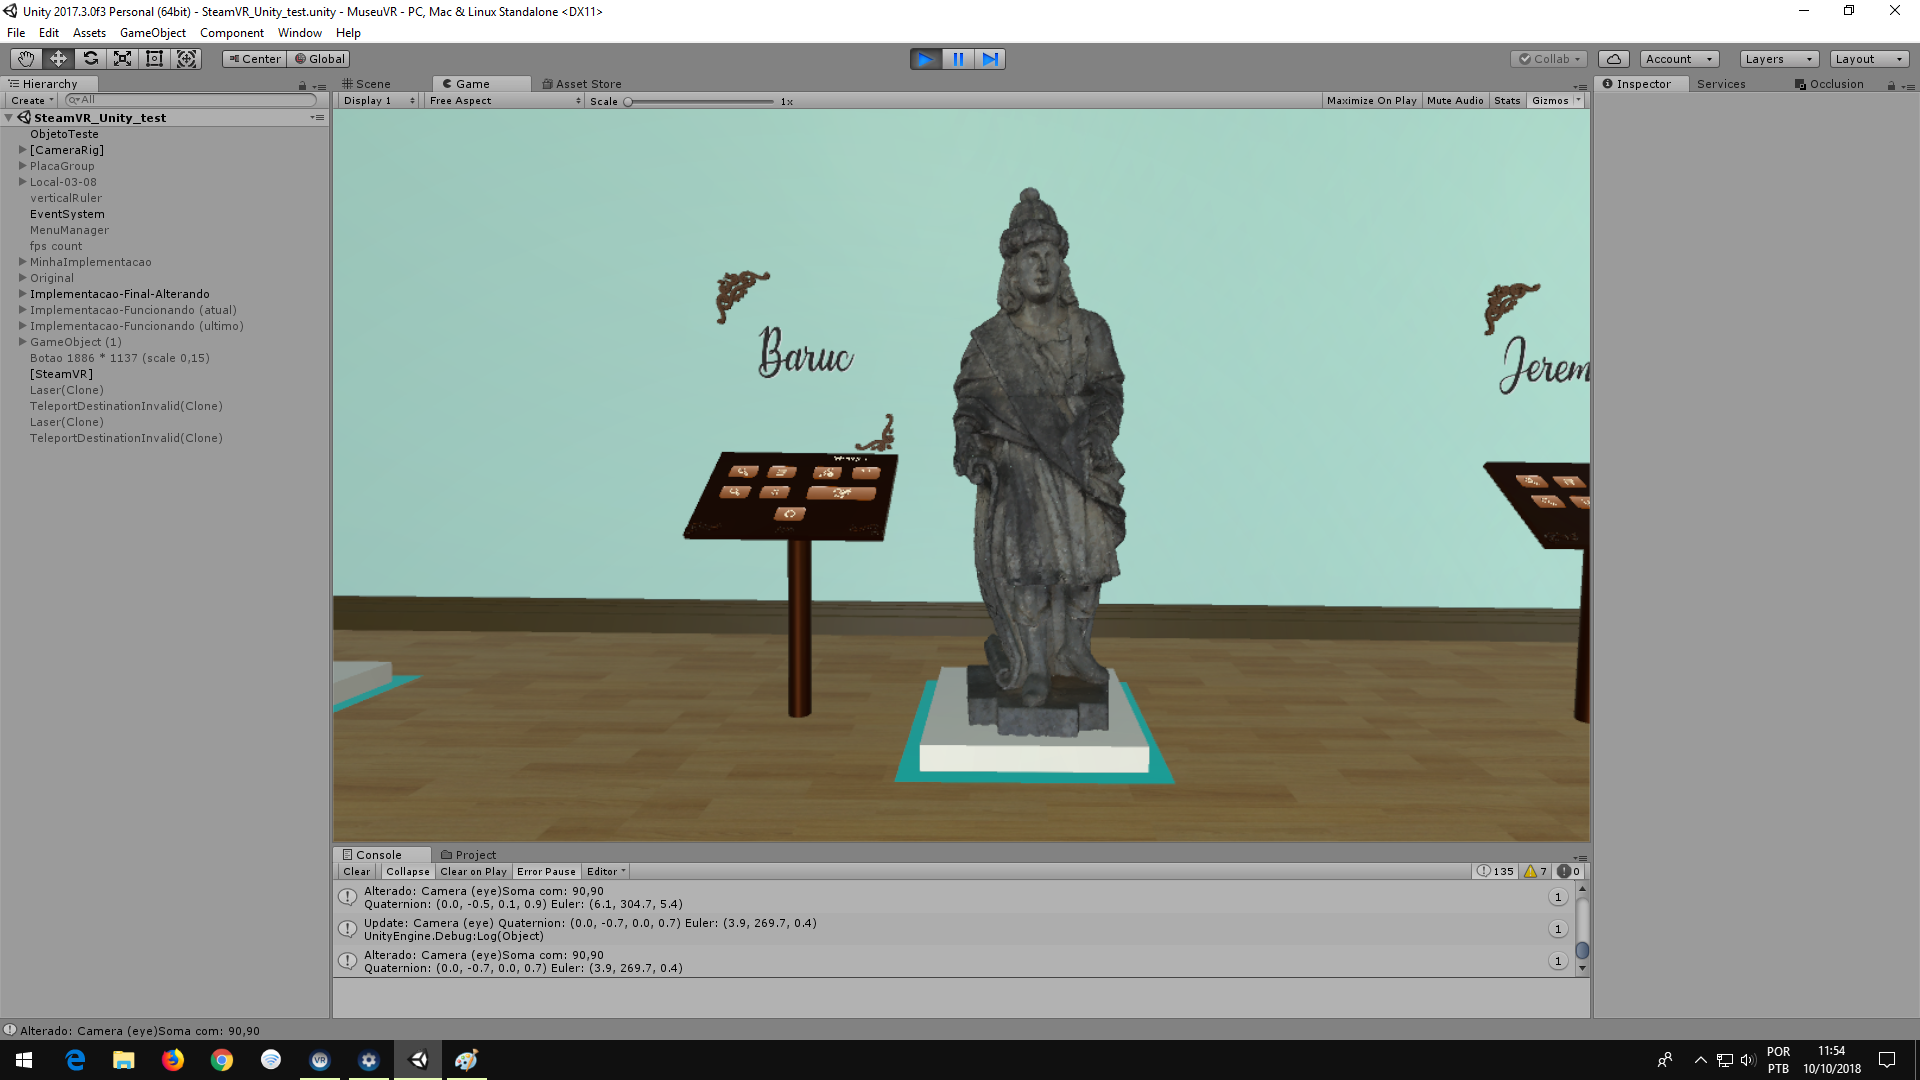 Unity 2017.3.0f3 Personal (64bit) - SteamVR_Unity_test.unity - MuseuVR - PC, Mac & Linux Standalone <DX11>
File Edit Assets GameObject Component Window Help
Center Global Collab Account Layers Layout
Hierarchy
Create All
SteamVR_Unity_test
ObjetoTeste
[CameraRig]
PlacaGroup
Local-03-08
verticalRuler
EventSystem
MenuManager
fps count
MinhaImplementacao
Original
Implementacao-Final-Alterando
Implementacao-Funcionando (atual)
Implementacao-Funcionando (ultimo)
GameObject (1)
Botao 1886 * 1137 (scale 0,15)
[SteamVR]
Laser(Clone)
TeleportDestinationInvalid(Clone)
Laser(Clone)
TeleportDestinationInvalid(Clone)
Scene Game Asset Store
Display 1 Free Aspect Scale 1x Maximize On Play Mute Audio Stats Gizmos
Baruc
Jerem
Inspector Services Occlusion
Console Project
Clear Collapse Clear on Play Error Pause Editor 135 7 0
Alterado: Camera (eye)Soma com: 90,90
Quaternion: (0.0, -0.5, 0.1, 0.9) Euler: (6.1, 304.7, 5.4)
1
Update: Camera (eye) Quaternion: (0.0, -0.7, 0.0, 0.7) Euler: (3.9, 269.7, 0.4)
UnityEngine.Debug:Log(Object)
1
Alterado: Camera (eye)Soma com: 90,90
Quaternion: (0.0, -0.7, 0.0, 0.7) Euler: (3.9, 269.7, 0.4)
1
Alterado: Camera (eye)Soma com: 90,90
VR
POR
PTB
11:54
10/10/2018